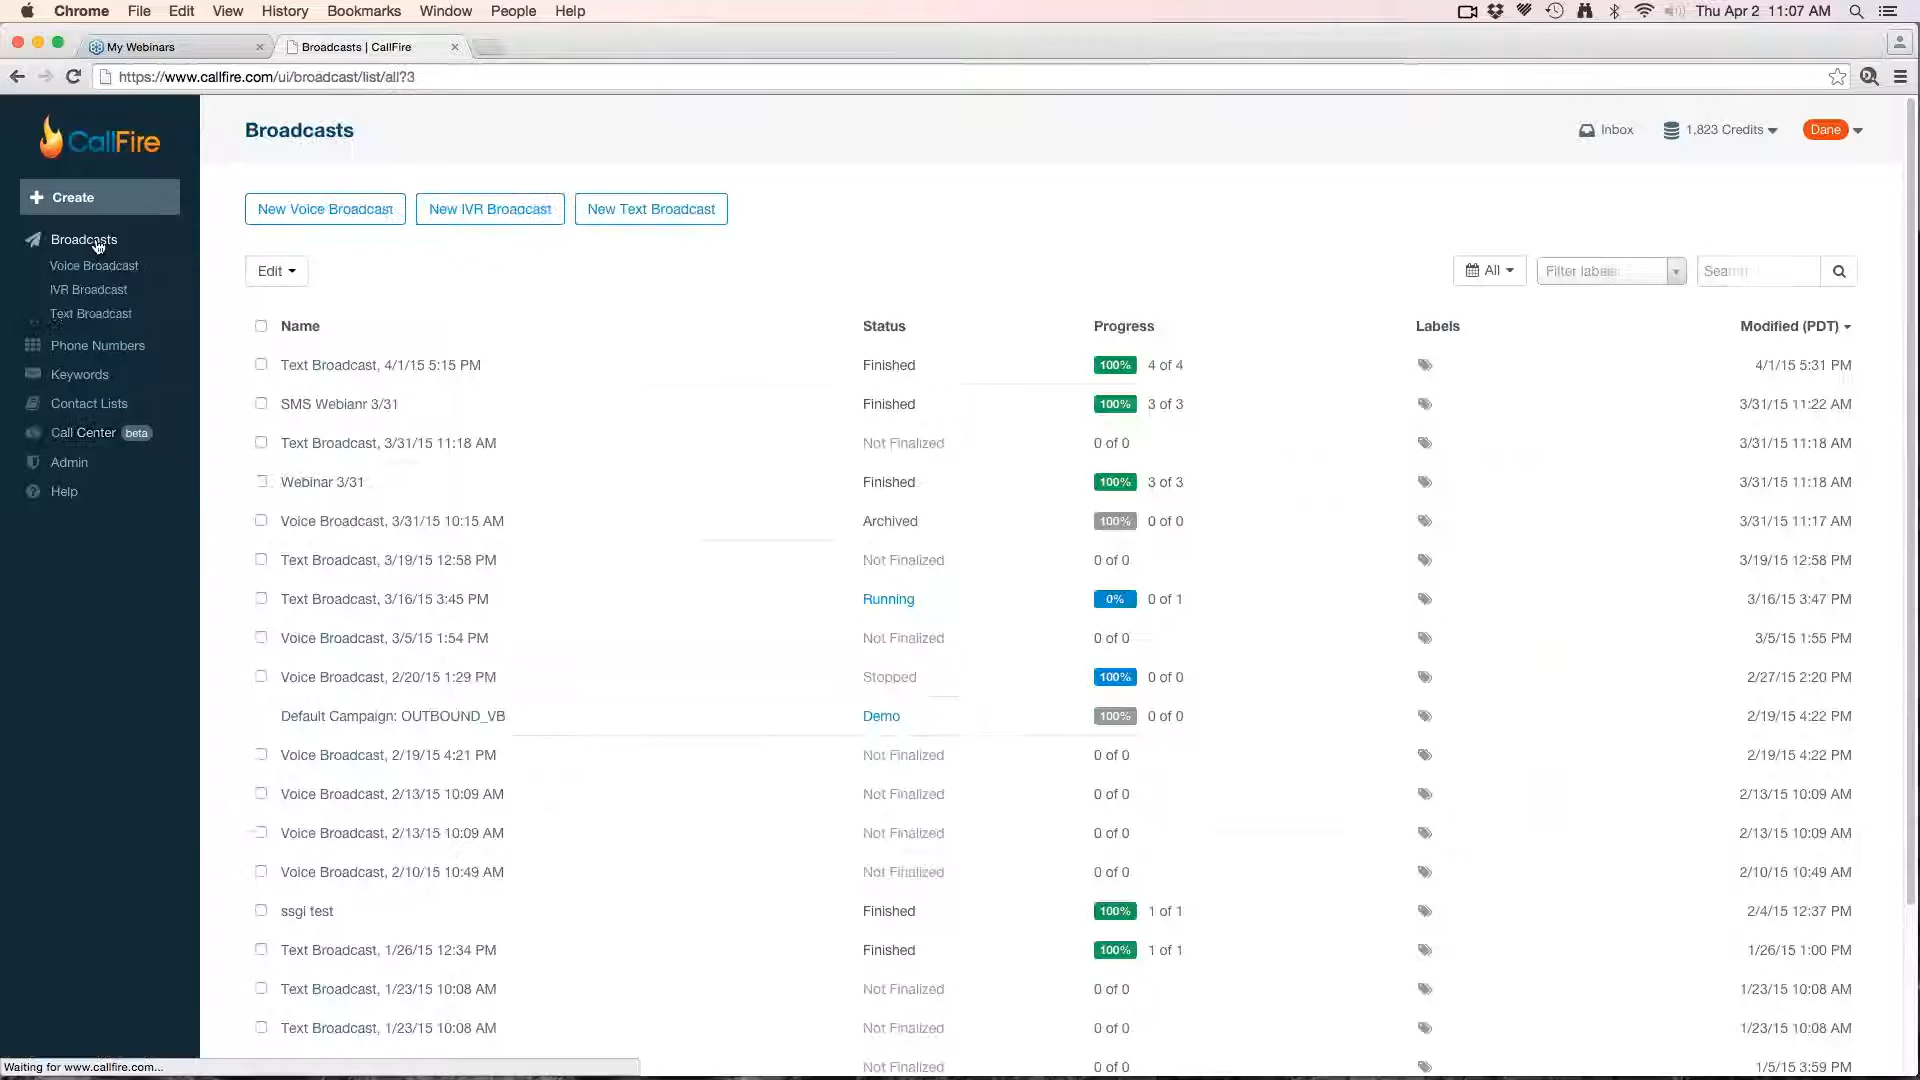 Chrome File Edit View History Bookmarks Window People Help Thu Apr 2 11:07 AM
My Webinars Broadcasts | CallFire
https://www.callfire.com/ui/broadcast/list/all?3
CallFire
Broadcasts
Inbox 1,823 Credits Dane
Create
Broadcasts
Voice Broadcast
IVR Broadcast
Text Broadcast
Phone Numbers
Keywords
Contact Lists
Call Center beta
Admin
Help
New Voice Broadcast New IVR Broadcast New Text Broadcast
Edit All Filter labels Search
Name Status Progress Labels Modified (PDT)
Text Broadcast, 4/1/15 5:15 PM Finished 100% 4 of 4 4/1/15 5:31 PM
SMS Webianr 3/31 Finished 100% 3 of 3 3/31/15 11:22 AM
Text Broadcast, 3/31/15 11:18 AM Not Finalized 0 of 0 3/31/15 11:18 AM
Webinar 3/31 Finished 100% 3 of 3 3/31/15 11:18 AM
Voice Broadcast, 3/31/15 10:15 AM Archived 100% 0 of 0 3/31/15 11:17 AM
Text Broadcast, 3/19/15 12:58 PM Not Finalized 0 of 0 3/19/15 12:58 PM
Text Broadcast, 3/16/15 3:45 PM Running 0% 0 of 1 3/16/15 3:47 PM
Voice Broadcast, 3/5/15 1:54 PM Not Finalized 0 of 0 3/5/15 1:55 PM
Voice Broadcast, 2/20/15 1:29 PM Stopped 100% 0 of 0 2/27/15 2:20 PM
Default Campaign: OUTBOUND_VB Demo 100% 0 of 0 2/19/15 4:22 PM
Voice Broadcast, 2/19/15 4:21 PM Not Finalized 0 of 0 2/19/15 4:22 PM
Voice Broadcast, 2/13/15 10:09 AM Not Finalized 0 of 0 2/13/15 10:09 AM
Voice Broadcast, 2/13/15 10:09 AM Not Finalized 0 of 0 2/13/15 10:09 AM
Voice Broadcast, 2/10/15 10:49 AM Not Finalized 0 of 0 2/10/15 10:49 AM
ssgi test Finished 100% 1 of 1 2/4/15 12:37 PM
Text Broadcast, 1/26/15 12:34 PM Finished 100% 1 of 1 1/26/15 1:00 PM
Text Broadcast, 1/23/15 10:08 AM Not Finalized 0 of 0 1/23/15 10:08 AM
Text Broadcast, 1/23/15 10:08 AM Not Finalized 0 of 0 1/23/15 10:08 AM
Not Finalized 0 of 0 1/5/15 3:59 PM
Waiting for www.callfire.com...